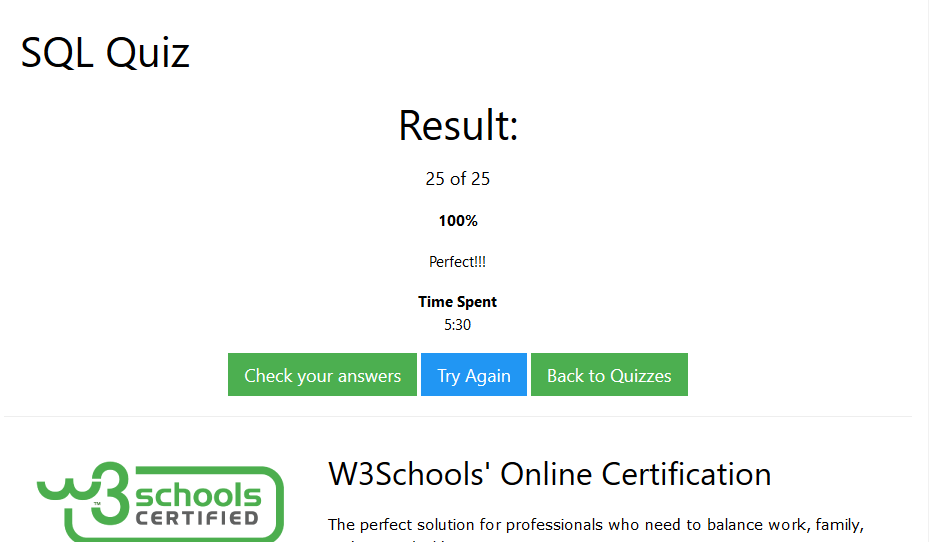 SQL Quiz
Result:
25 of 25
100%
Perfect!!!
Time Spent
5:30
Check your answers Try Again Back to Quizzes
W3Schools' Online Certification
w3schools
™
CERTIFIED
The perfect solution for professionals who need to balance work, family,